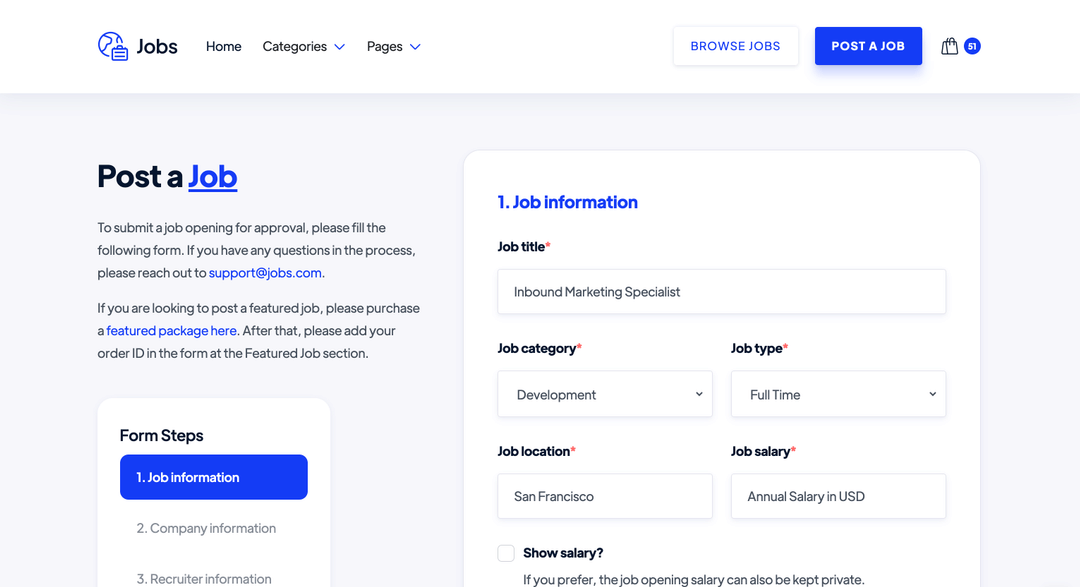 Jobs
Home
Categories
Pages
BROWSE JOBS
POST A JOB
51
Post a Job
To submit a job opening for approval, please fill the
following form. If you have any questions in the process,
please reach out to support@jobs.com.
If you are looking to post a featured job, please purchase
a featured package here. After that, please add your
order ID in the form at the Featured Job section.
Form Steps
1. Job information
2. Company information
3. Recruiter information
1. Job information
Job title*
Inbound Marketing Specialist
Job category*
Development
Job type*
Full Time
Job location*
San Francisco
Job salary*
Annual Salary in USD
Show salary?
If you prefer, the job opening salary can also be kept private.